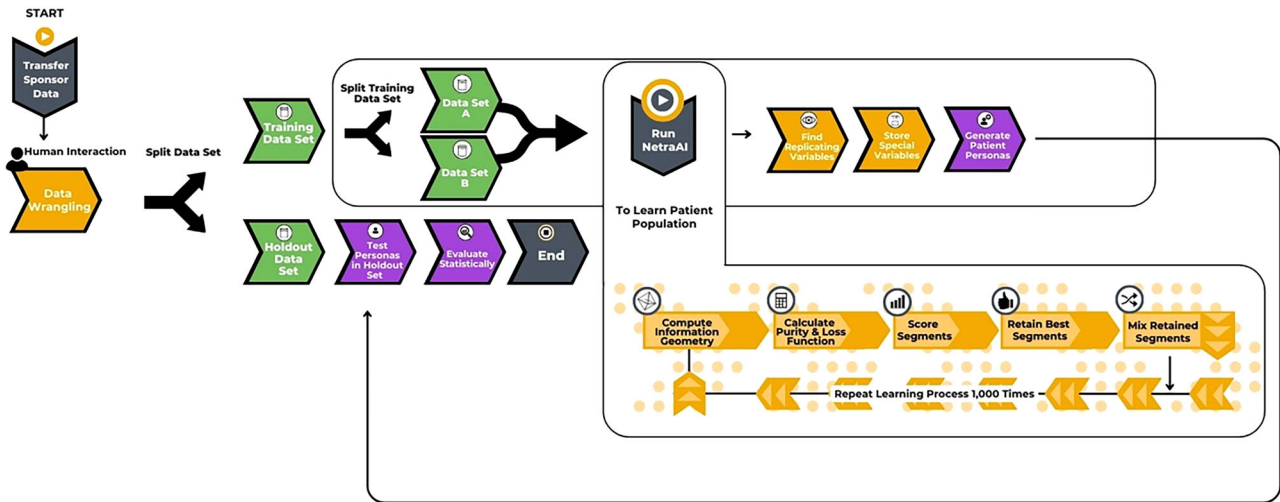 START
Transfer
Sponsor
Data
Human Interaction
Data
Wrangling
Split Data Set
Training
Data Set
Split Training
Data Set
Data Set
A
Data Set
B
Run
NetraAI
Find
Replicating
Variables
Store
Special
Variables
Generate
Patient
Personas
To Learn Patient
Population
Holdout
Data
Set
Test
Personas
in Holdout
Set
Evaluate
Statistically
End
Compute
Information
Geometry
Calculate
Purity & Loss
Function
Score
Segments
Retain Best
Segments
Mix Retained
Segments
Repeat Learning Process 1,000 Times